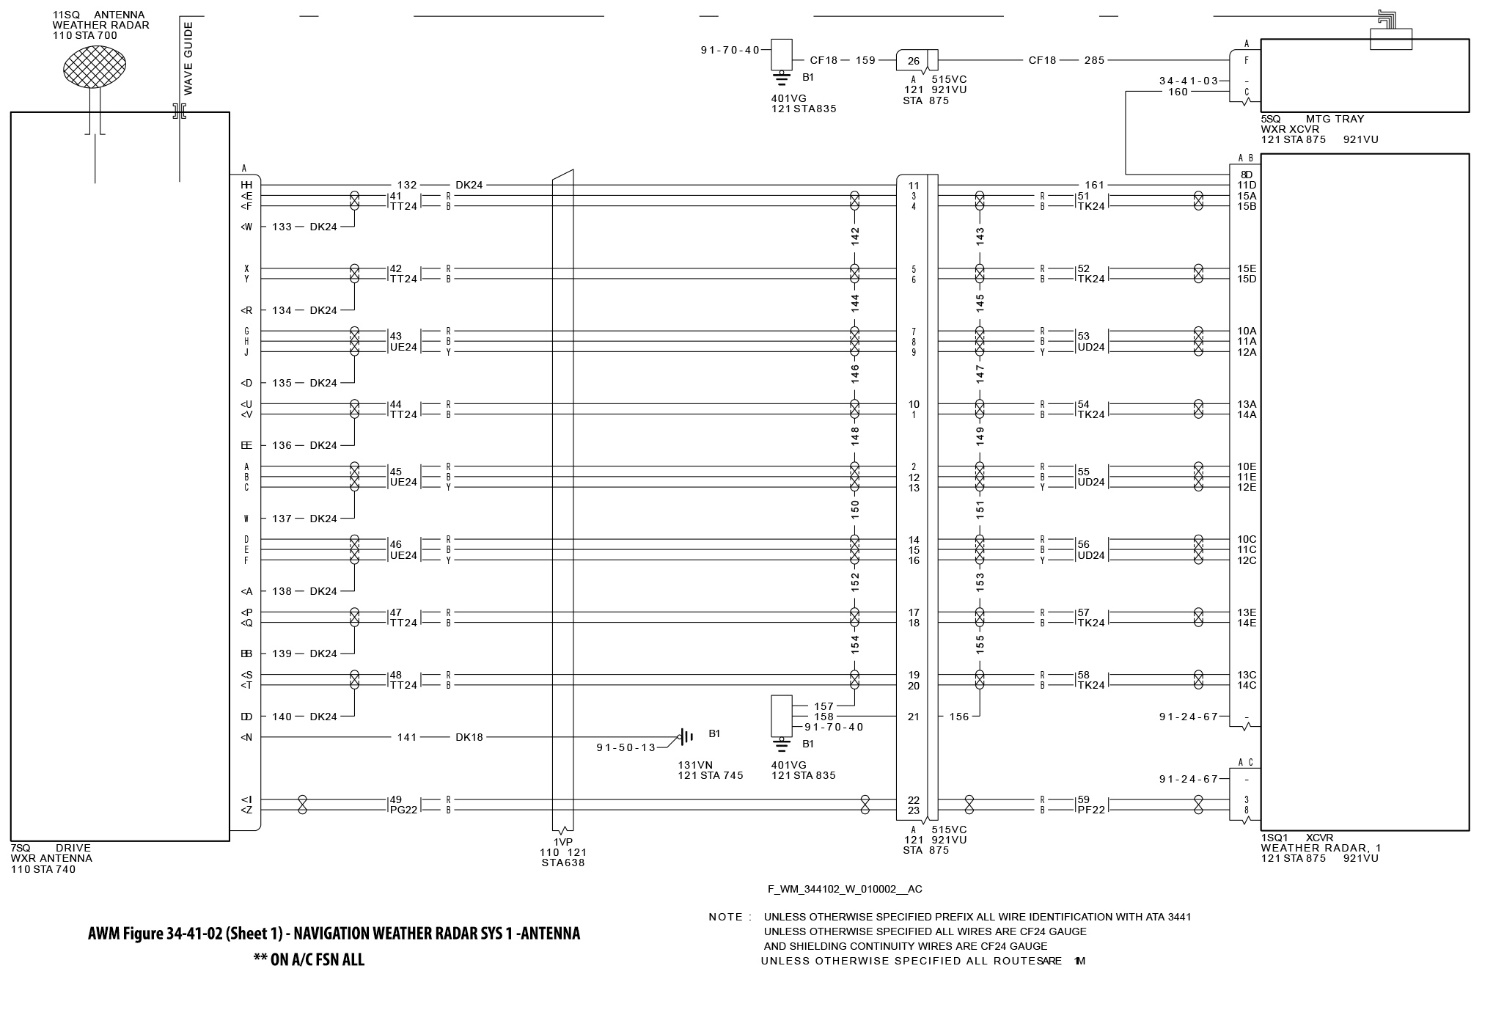 11SQ ANTENNA
WEATHER RADAR
110 STA 700
WAVE GUIDE
91-70-40
B1
401VG
121 STA835
CF18 159
26
A 515VC
121 921VU
STA 875
CF18 285
A
F
34-41-03 -
160 C
5SQ MTG TRAY
WXR XCVR
121 STA 875 921VU
A
A B
8D
HH 132 DK24 11 161 11D
<E 41 R 3 R 51 15A
<F TT24 B 4 B TK24 15B
<W 133 DK24 142 143
X 42 R 5 R 52 15E
Y TT24 B 6 B TK24 15D
<R 134 DK24 144 145
G 43 R 7 R 53 10A
H UE24 B 8 B UD24 11A
J Y 9 Y 12A
<D 135 DK24 146 147
<U 44 R 10 R 54 13A
<V TT24 B 1 B TK24 14A
EE 136 DK24 148 149
A 45 R 2 R 55 10E
B UE24 B 12 B UD24 11E
C Y 13 Y 12E
W 137 DK24 150 151
D 46 R 14 R 56 10C
E UE24 B 15 B UD24 11C
F Y 16 Y 12C
<A 138 DK24 152 153
<P 47 R 17 R 57 13E
<Q TT24 B 18 B TK24 14E
BB 139 DK24 154 155
<S 48 R 19 R 58 13C
<T TT24 B 20 B TK24 14C
157
DD 140 DK24 158 21 156 91-24-67 -
91-70-40
<N 141 DK18 91-50-13 B1
B1
131VN
121 STA 745
401VG
121 STA 835
A C
91-24-67 -
<I 49 R 22 R 59 3
<Z PG22 B 23 B PF22 8
7SQ DRIVE
WXR ANTENNA
110 STA 740
1VP
110 121
STA638
A 515VC
121 921VU
STA 875
1SQ1 XCVR
WEATHER RADAR, 1
121 STA 875 921VU
F_WM_344102_W_010002__AC
NOTE : UNLESS OTHERWISE SPECIFIED PREFIX ALL WIRE IDENTIFICATION WITH ATA 3441
UNLESS OTHERWISE SPECIFIED ALL WIRES ARE CF24 GAUGE
AND SHIELDING CONTINUITY WIRES ARE CF24 GAUGE
UNLESS OTHERWISE SPECIFIED ALL ROUTES ARE 1M
AWM Figure 34-41-02 (Sheet 1) - NAVIGATION WEATHER RADAR SYS 1 -ANTENNA
** ON A/C FSN ALL